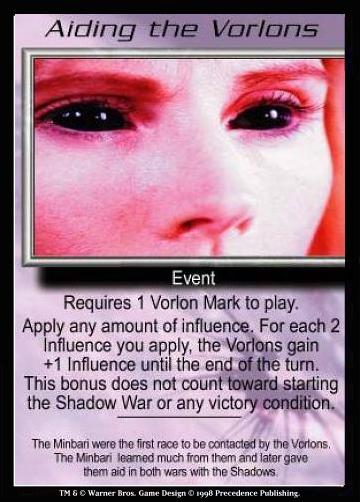 Aiding the Vorlons
Event
Requires 1 Vorlon Mark to play.
Apply any amount of influence. For each 2
Influence you apply, the Vorlons gain
+1 Influence until the end of the turn.
This bonus does not count toward starting
the Shadow War or any victory condition.
The Minbari were the first race to be contacted by the Vorlons.
The Minbari learned much from them and later gave
them aid in both wars with the Shadows.
TM & © Warner Bros. Game Design © 1998 Precedence Publishing.